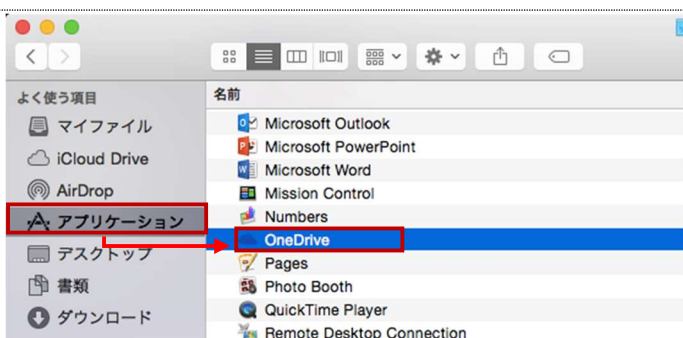 よく使う項目
マイファイル
iCloud Drive
AirDrop
アプリケーション
デスクトップ
書類
ダウンロード
名前
Microsoft Outlook
Microsoft PowerPoint
Microsoft Word
Mission Control
Numbers
OneDrive
Pages
Photo Booth
QuickTime Player
Remote Desktop Connection